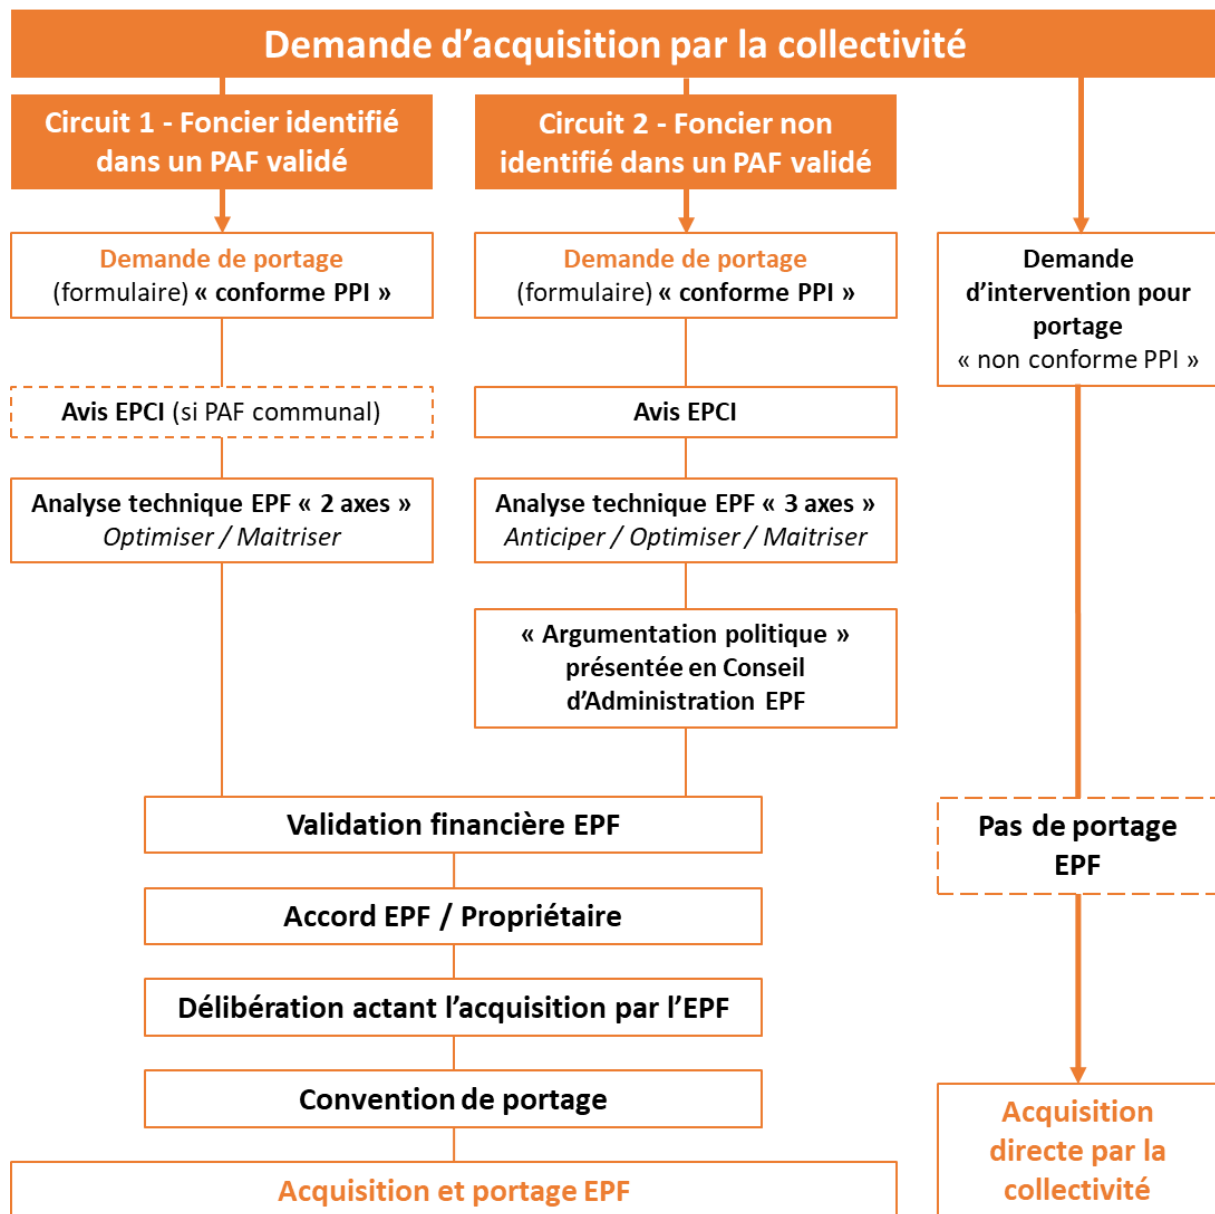 Demande d’acquisition par la collectivité
Circuit 1 - Foncier identifié
dans un PAF validé
Demande de portage
(formulaire) « conforme PPI »
Avis EPCI (si PAF communal)
Analyse technique EPF « 2 axes »
Optimiser / Maitriser
Circuit 2 - Foncier non
identifié dans un PAF validé
Demande de portage
(formulaire) « conforme PPI »
Avis EPCI
Analyse technique EPF « 3 axes »
Anticiper / Optimiser / Maitriser
« Argumentation politique »
présentée en Conseil
d’Administration EPF
Validation financière EPF
Accord EPF / Propriétaire
Délibération actant l’acquisition par l’EPF
Convention de portage
Acquisition et portage EPF
Demande
d’intervention pour
portage
« non conforme PPI »
Pas de portage
EPF
Acquisition
directe par la
collectivité